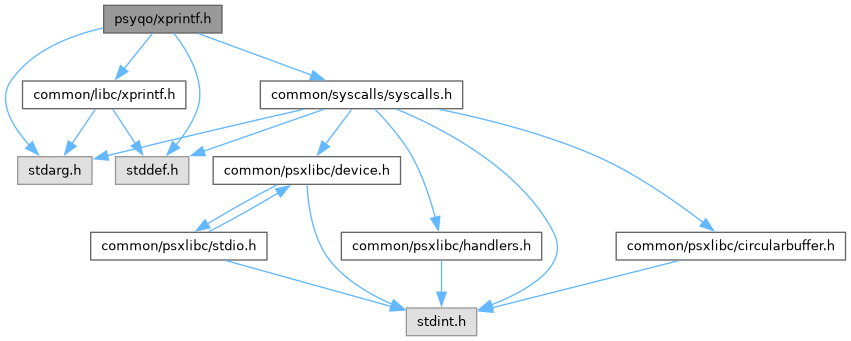 psyqo/xprintf.h
common/libc/xprintf.h
common/syscalls/syscalls.h
stdarg.h
stddef.h
common/psxlibc/device.h
common/psxlibc/stdio.h
common/psxlibc/handlers.h
common/psxlibc/circularbuffer.h
stdint.h